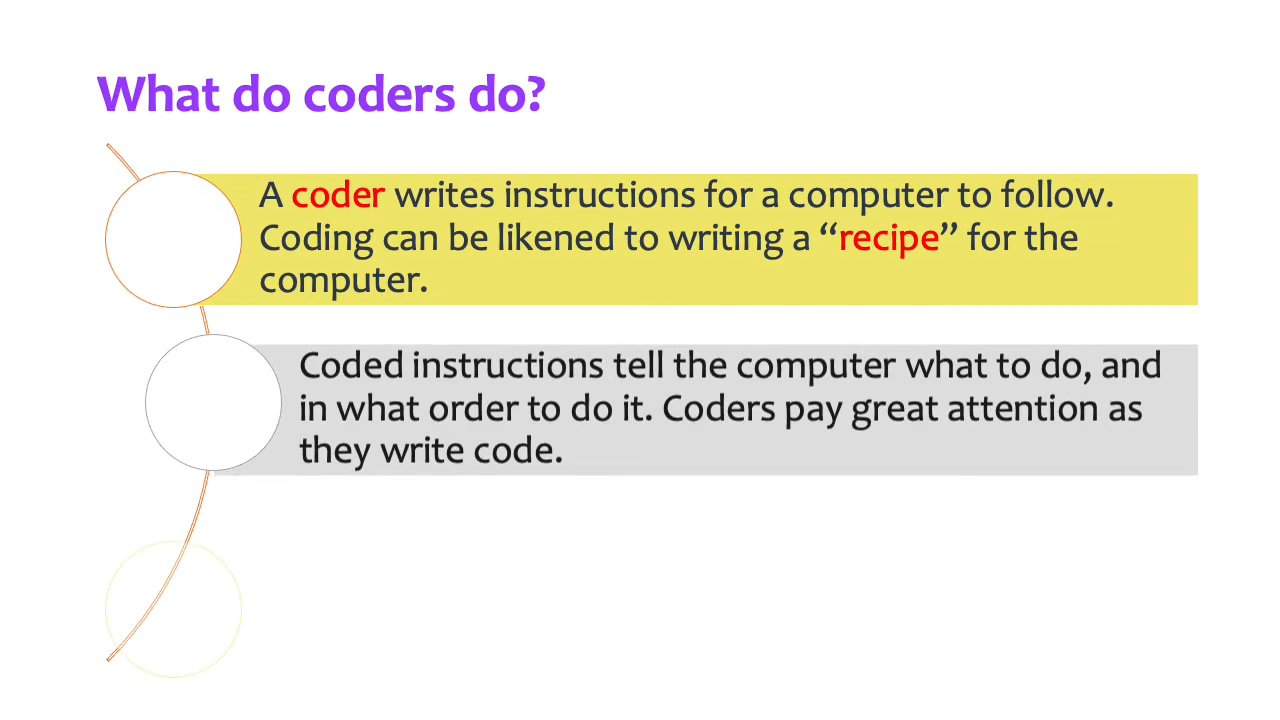 What do coders do?
A coder writes instructions for a computer to follow.
Coding can be likened to writing a “recipe” for the
computer.
Coded instructions tell the computer what to do, and
in what order to do it. Coders pay great attention as
they write code.